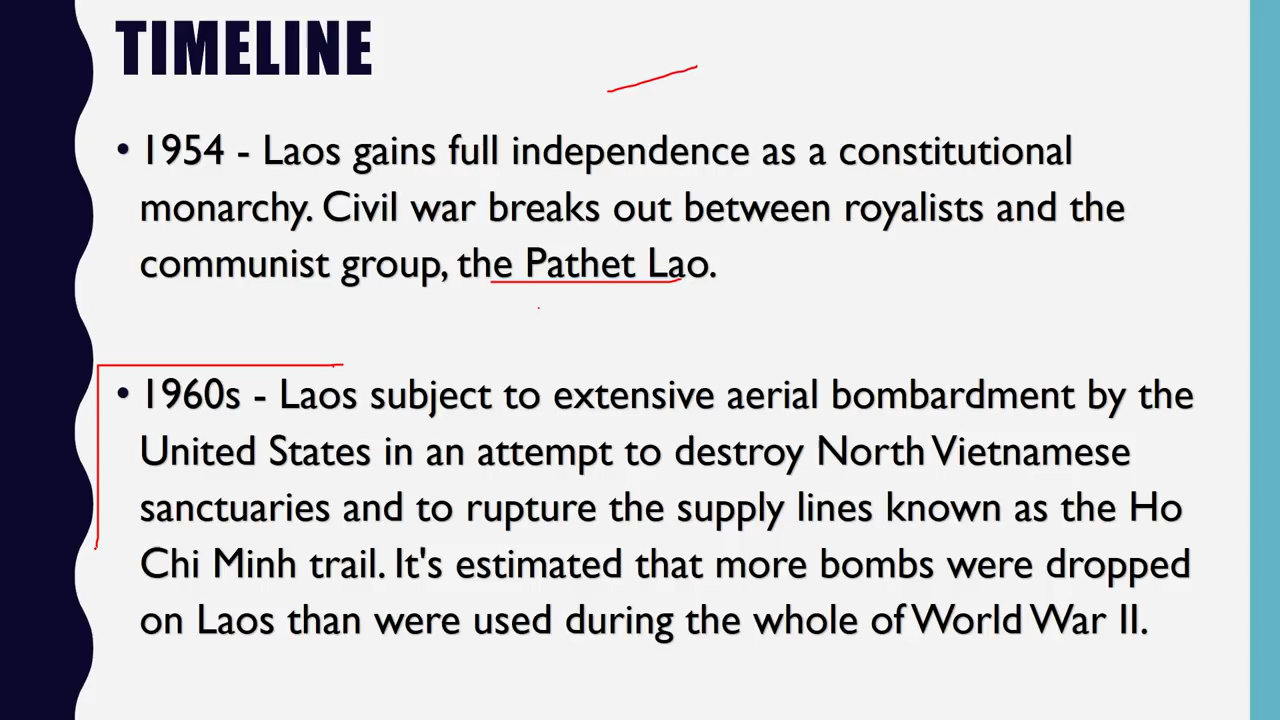 TIMELINE
• 1954 - Laos gains full independence as a constitutional
monarchy. Civil war breaks out between royalists and the
communist group, the Pathet Lao.
• 1960s - Laos subject to extensive aerial bombardment by the
United States in an attempt to destroy North Vietnamese
sanctuaries and to rupture the supply lines known as the Ho
Chi Minh trail. It's estimated that more bombs were dropped
on Laos than were used during the whole of World War II.